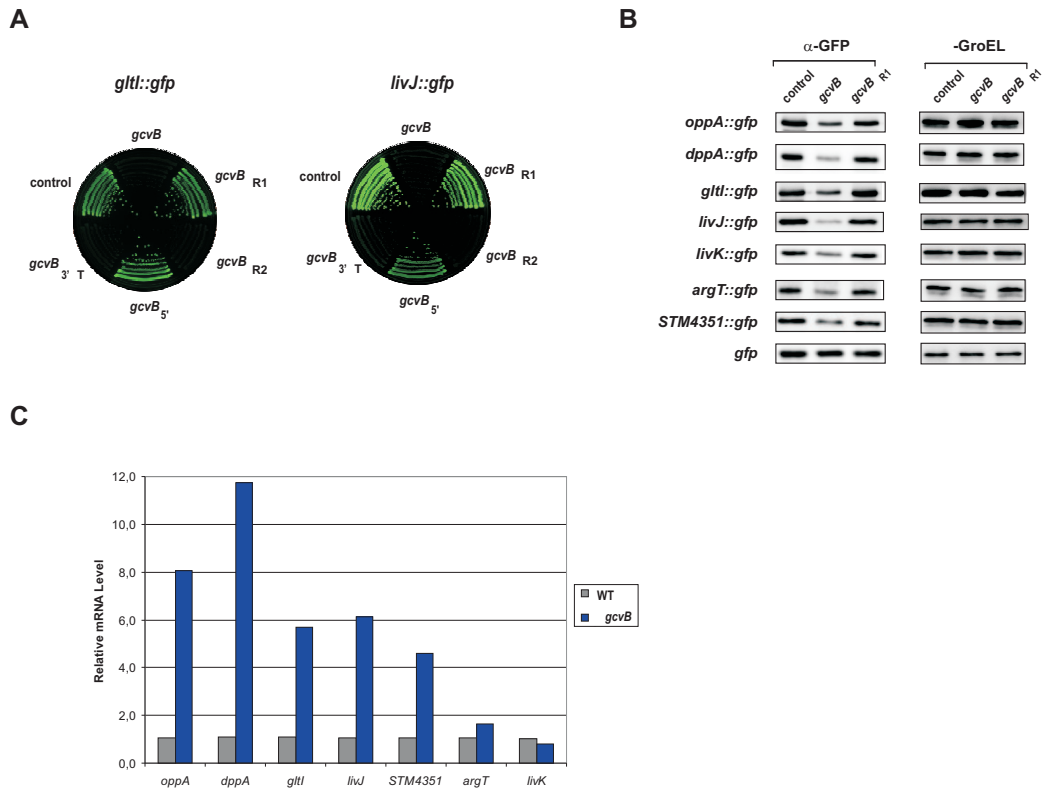 A
gltI::gfp
livJ::gfp
gcvB
control
gcvB R1
gcvB 3' T
gcvB R2
gcvB 5'
gcvB
control
gcvB R1
gcvB 3' T
gcvB R2
gcvB 5'
B
α-GFP
-GroEL
control
gcvB
gcvB R1
control
gcvB
gcvB R1
oppA::gfp
dppA::gfp
gltI::gfp
livJ::gfp
livK::gfp
argT::gfp
STM4351::gfp
gfp
C
Relative mRNA Level
12,0
10,0
8,0
6,0
4,0
2,0
0,0
oppA dppA gltI livJ STM4351 argT livK
WT
gcvB